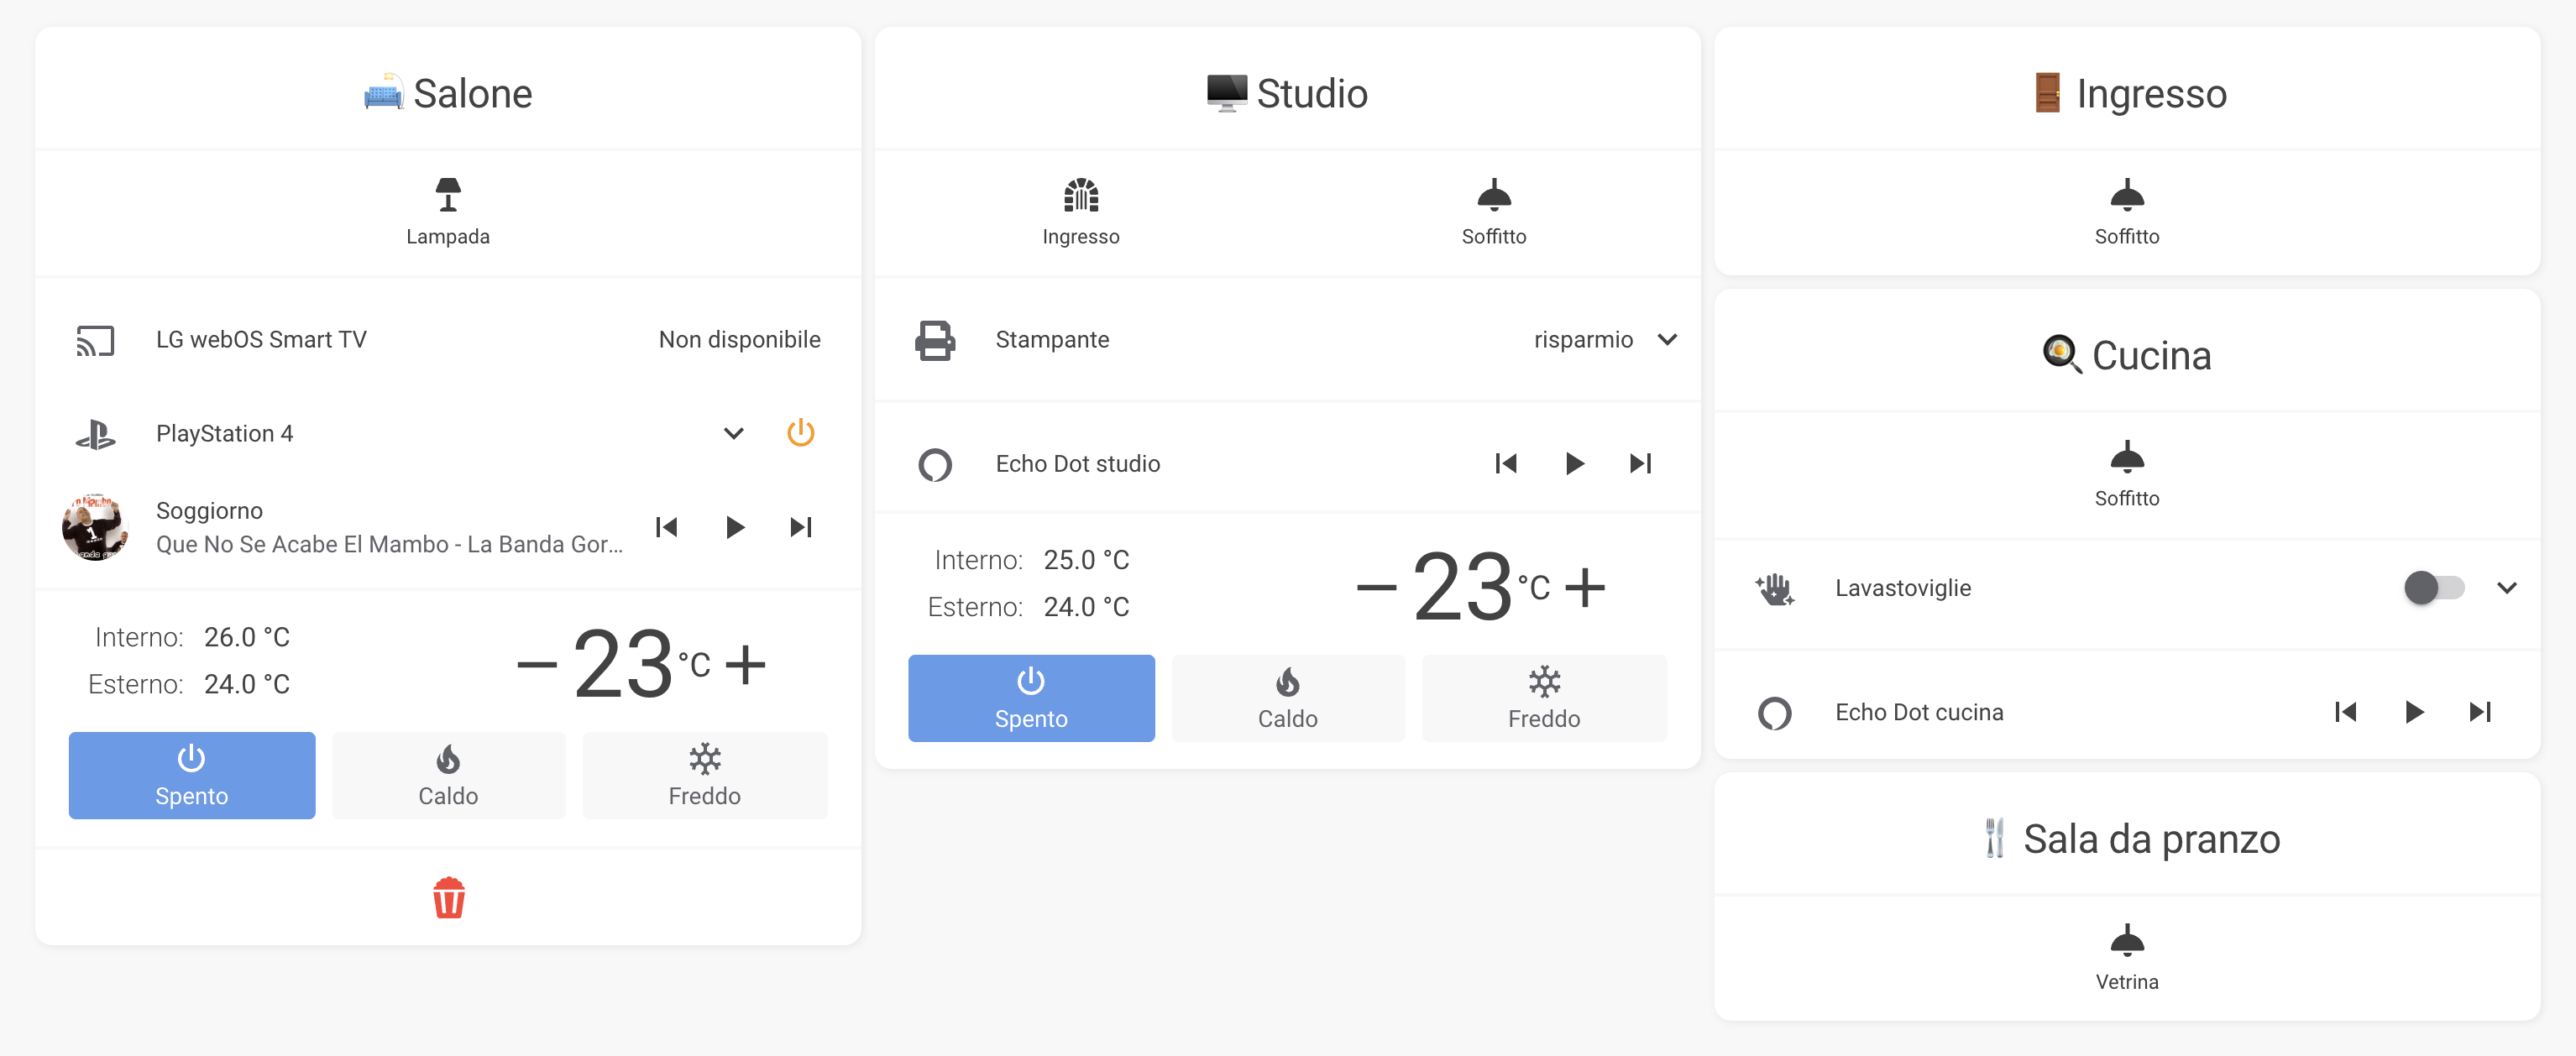 Salone
Lampada
LG webOS Smart TV Non disponibile
PlayStation 4
Soggiorno
Que No Se Acabe El Mambo - La Banda Gor...
Interno: 26.0 °C
Esterno: 24.0 °C
23 °C
Spento Caldo Freddo
Studio
Ingresso Soffitto
Stampante risparmio
Echo Dot studio
Interno: 25.0 °C
Esterno: 24.0 °C
23 °C
Spento Caldo Freddo
Ingresso
Soffitto
Cucina
Soffitto
Lavastoviglie
Echo Dot cucina
Sala da pranzo
Vetrina